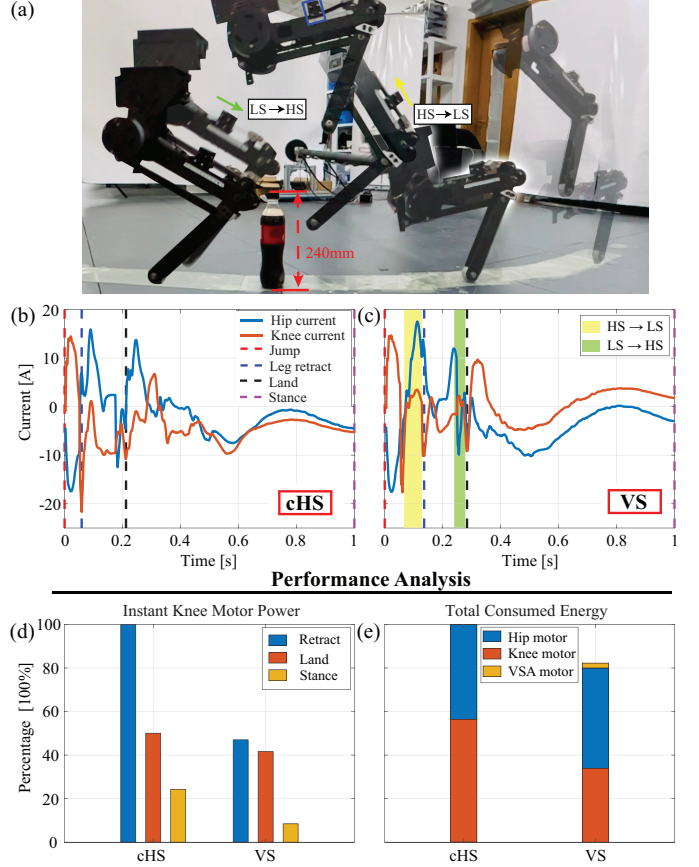 (a)
LS→HS
HS→LS
240mm
(b)
(c)
20
10
0
-10
-20
Current [A]
Hip current
Knee current
Jump
Leg retract
Land
Stance
cHS
0
0.2
0.4
0.6
0.8
1
Time [s]
HS → LS
LS → HS
VS
0
0.2
0.4
0.6
0.8
1
Time [s]
Performance Analysis
(d)
Instant Knee Motor Power
100
80
60
40
20
0
Percentage [100%]
Retract
Land
Stance
cHS
VS
(e)
Total Consumed Energy
Hip motor
Knee motor
VSA motor
cHS
VS